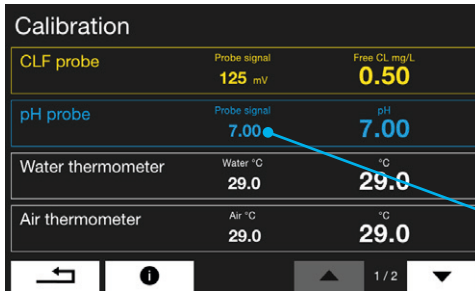 Calibration
CLF probe
Probe signal
125 mV
Free CL mg/L
0.50
pH probe
Probe signal
7.00
pH
7.00
Water thermometer
Water °C
29.0
°C
29.0
Air thermometer
Air °C
29.0
°C
29.0
1/2